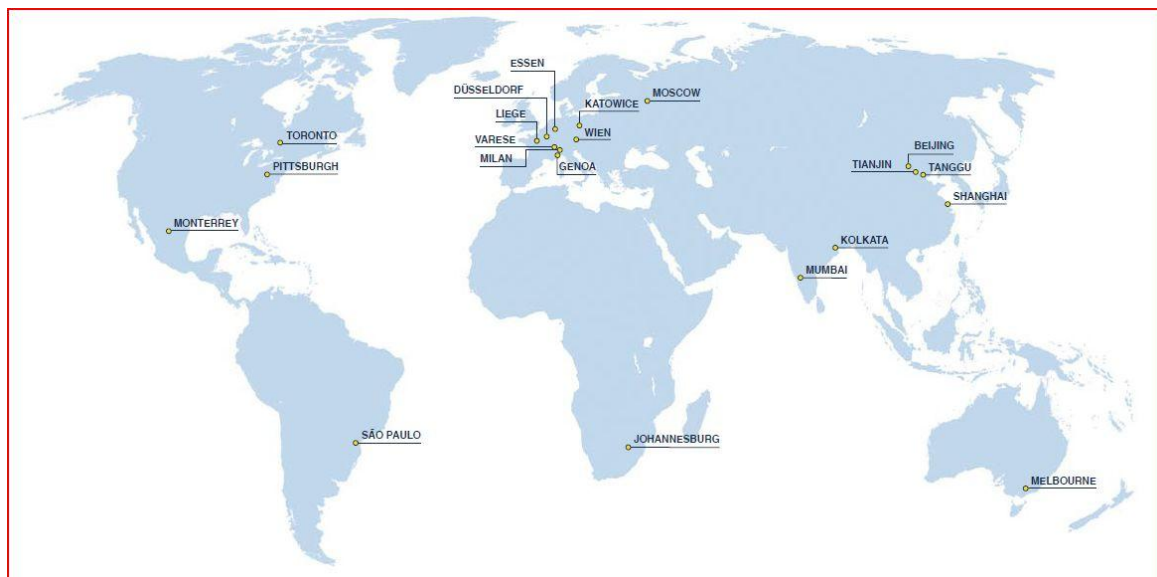 ESSEN
DÜSSELDORF
MOSCOW
KATOWICE
LIEGE
WIEN
TORONTO
VARESE
MILAN
GENOA
PITTSBURGH
BEIJING
TIANJIN
TANGGU
SHANGHAI
MONTERREY
KOLKATA
MUMBAI
SÃO PAULO
JOHANNESBURG
MELBOURNE